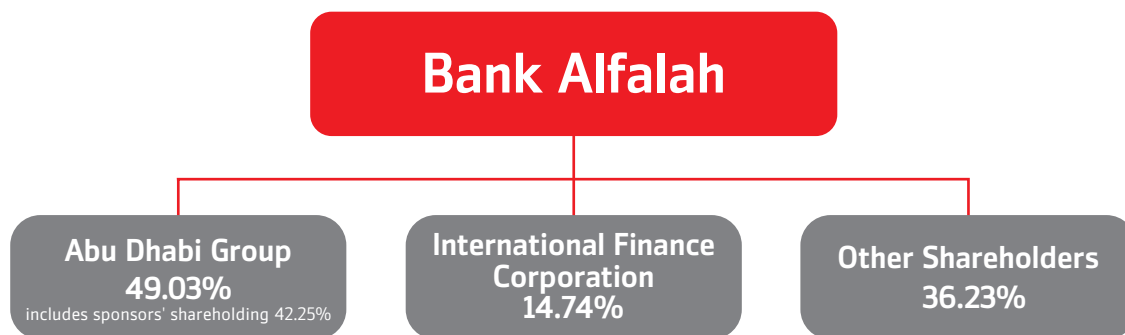 Bank Alfalah
Abu Dhabi Group
49.03%
includes sponsors' shareholding 42.25%
International Finance
Corporation
14.74%
Other Shareholders
36.23%